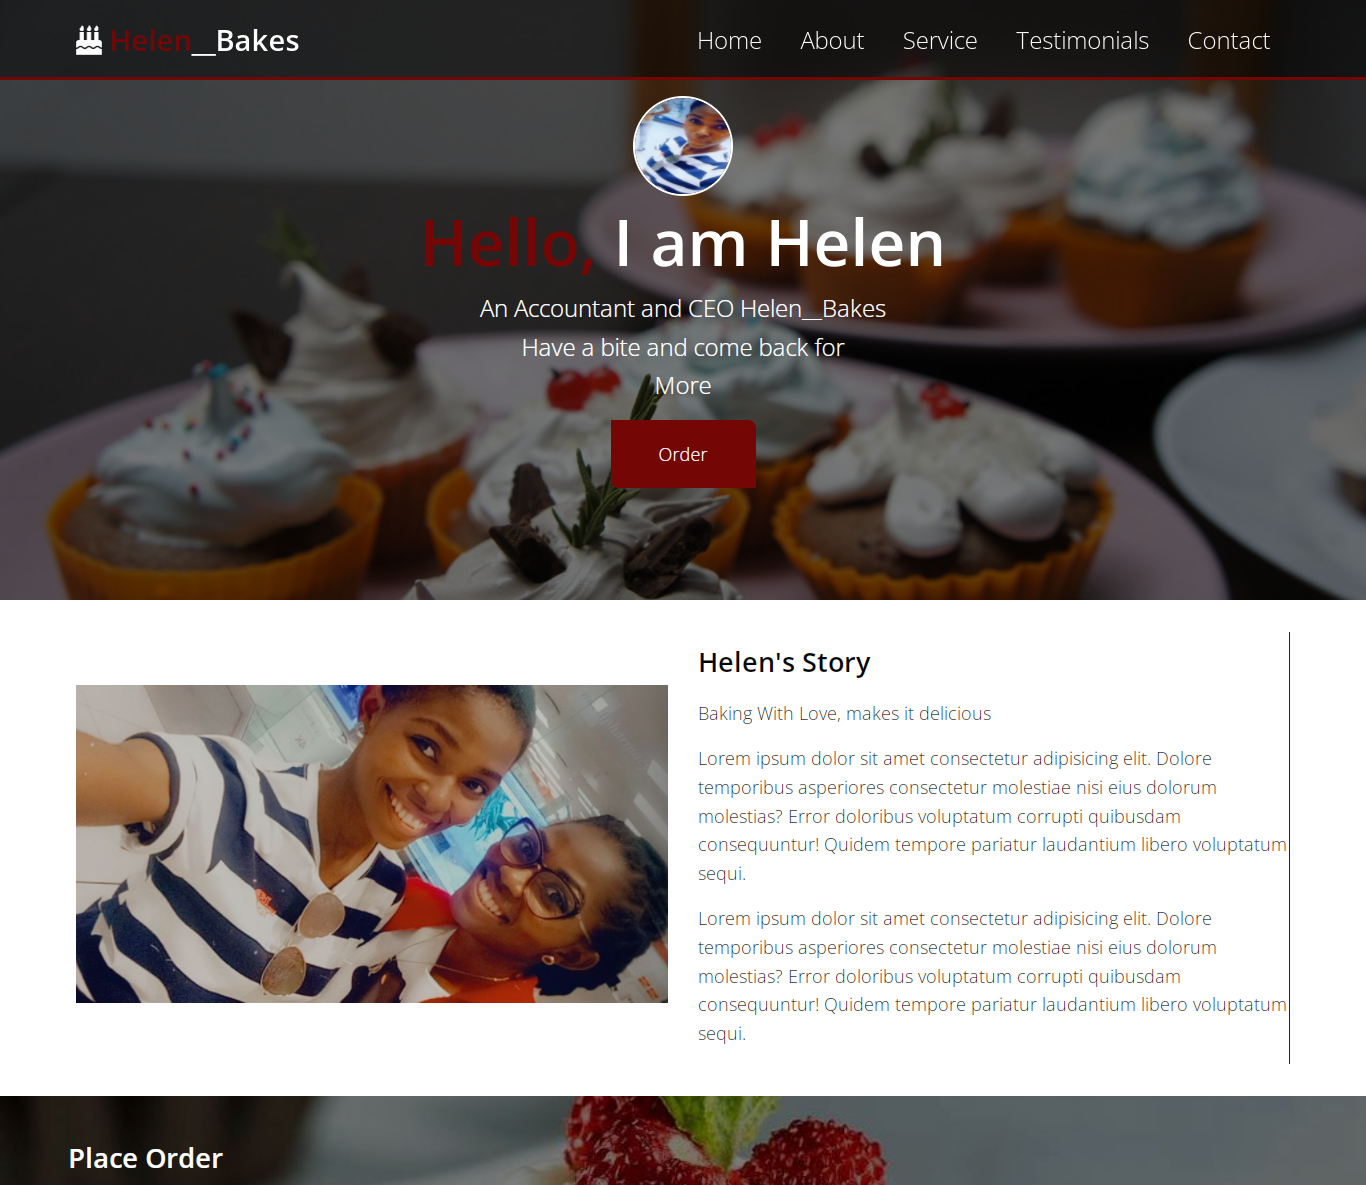 Helen__Bakes
Home About Service Testimonials Contact
Hello, I am Helen
An Accountant and CEO Helen__Bakes
Have a bite and come back for
More
Order
Helen's Story
Baking With Love, makes it delicious
Lorem ipsum dolor sit amet consectetur adipisicing elit. Dolore
temporibus asperiores consectetur molestiae nisi eius dolorum
molestias? Error doloribus voluptatum corrupti quibusdam
consequuntur! Quidem tempore pariatur laudantium libero voluptatum
sequi.
Lorem ipsum dolor sit amet consectetur adipisicing elit. Dolore
temporibus asperiores consectetur molestiae nisi eius dolorum
molestias? Error doloribus voluptatum corrupti quibusdam
consequuntur! Quidem tempore pariatur laudantium libero voluptatum
sequi.
Place Order